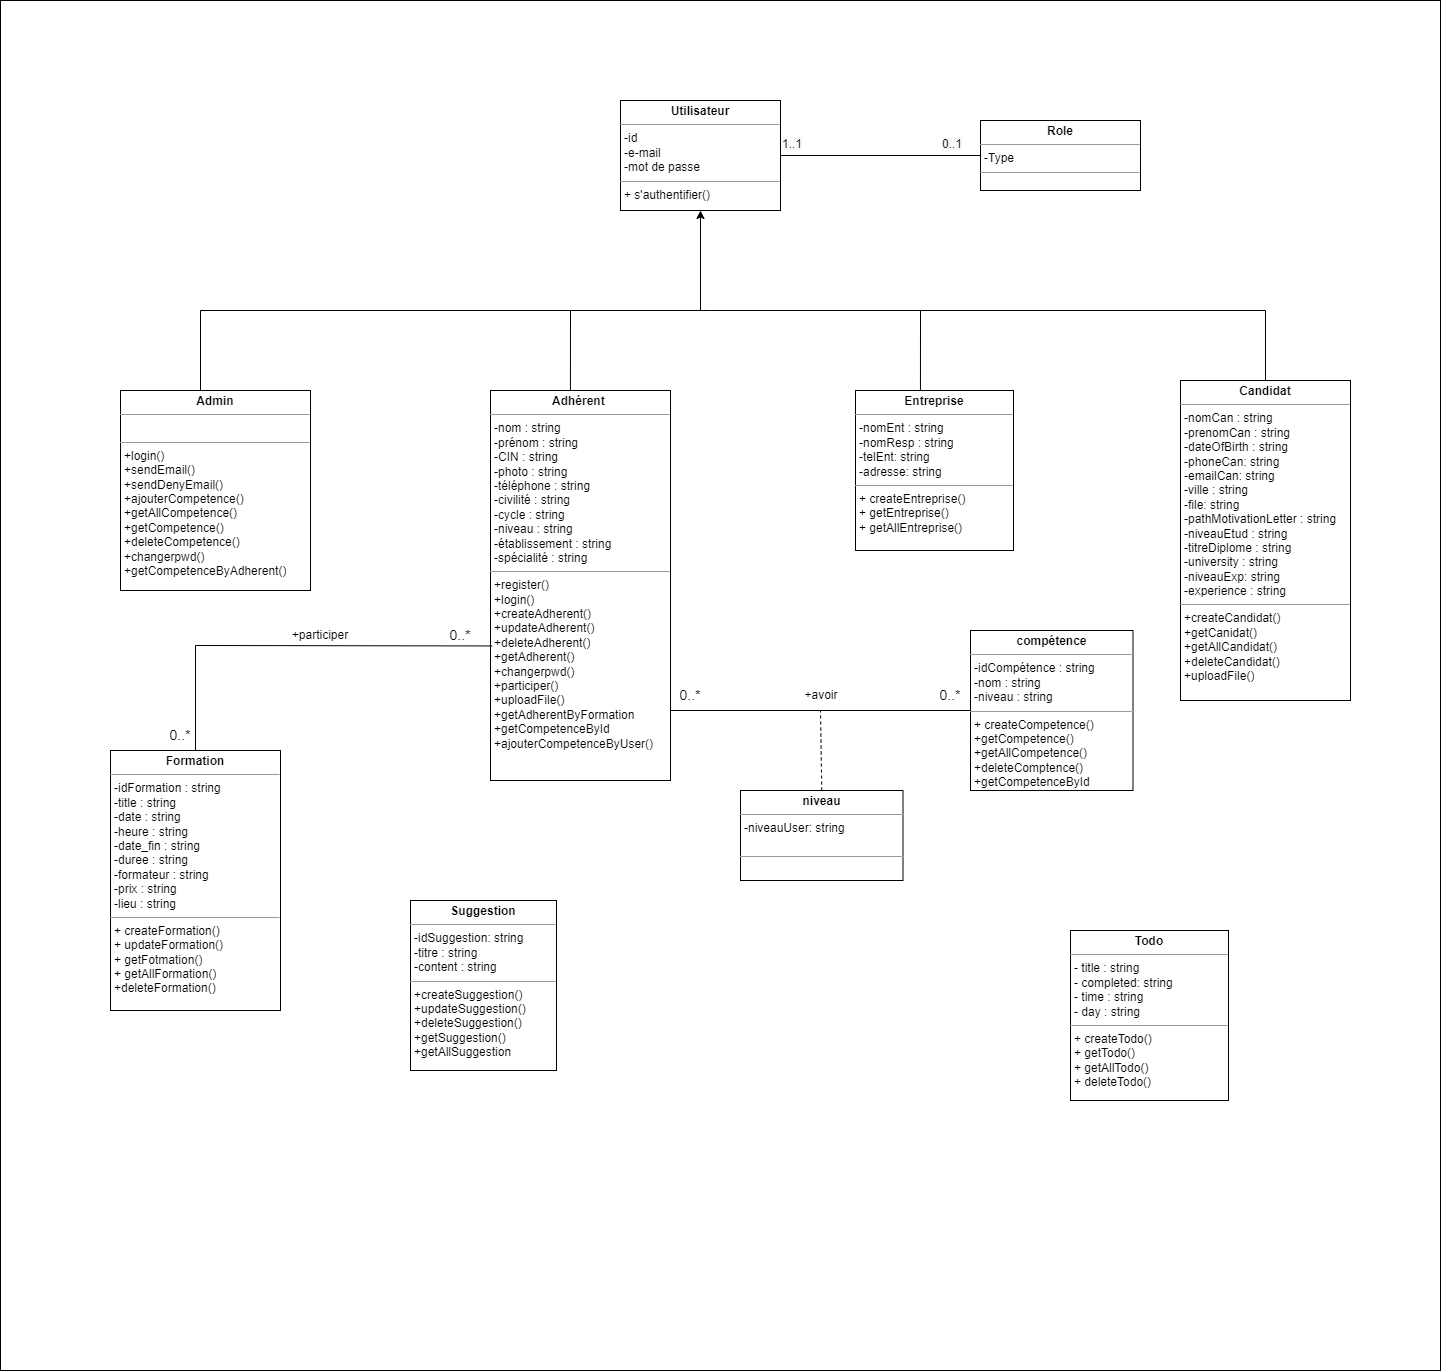 Utilisateur
-id
-e-mail
-mot de passe
+ s'authentifier()
1..1
0..1
Role
-Type
Admin
+login()
+sendEmail()
+sendDenyEmail()
+ajouterCompetence()
+getAllCompetence()
+getCompetence()
+deleteCompetence()
+changerpwd()
+getCompetenceByAdherent()
Adhérent
-nom : string
-prénom : string
-CIN : string
-photo : string
-téléphone : string
-civilité : string
-cycle : string
-niveau : string
-établissement : string
-spécialité : string
+register()
+login()
+createAdherent()
+updateAdherent()
+deleteAdherent()
+getAdherent()
+changerpwd()
+participer()
+uploadFile()
+getAdherentByFormation
+getCompetenceById
+ajouterCompetenceByUser()
Entreprise
-nomEnt : string
-nomResp : string
-telEnt: string
-adresse: string
+ createEntreprise()
+ getEntreprise()
+ getAllEntreprise()
Candidat
-nomCan : string
-prenomCan : string
-dateOfBirth : string
-phoneCan: string
-emailCan: string
-ville : string
-file: string
-pathMotivationLetter : string
-niveauEtud : string
-titreDiplome : string
-university : string
-niveauExp: string
-experience : string
+createCandidat()
+getCanidat()
+getAllCandidat()
+deleteCandidat()
+uploadFile()
+participer
0..*
0..*
0..*
+avoir
0..*
compétence
-idCompétence : string
-nom : string
-niveau : string
+ createCompetence()
+getCompetence()
+getAllCompetence()
+deleteComptence()
+getCompetenceById
Formation
-idFormation : string
-title : string
-date : string
-heure : string
-date_fin : string
-duree : string
-formateur : string
-prix : string
-lieu : string
+ createFormation()
+ updateFormation()
+ getFotmation()
+ getAllFormation()
+deleteFormation()
niveau
-niveauUser: string
Suggestion
-idSuggestion: string
-titre : string
-content : string
+createSuggestion()
+updateSuggestion()
+deleteSuggestion()
+getSuggestion()
+getAllSuggestion
Todo
- title : string
- completed: string
- time : string
- day : string
+ createTodo()
+ getTodo()
+ getAllTodo()
+ deleteTodo()